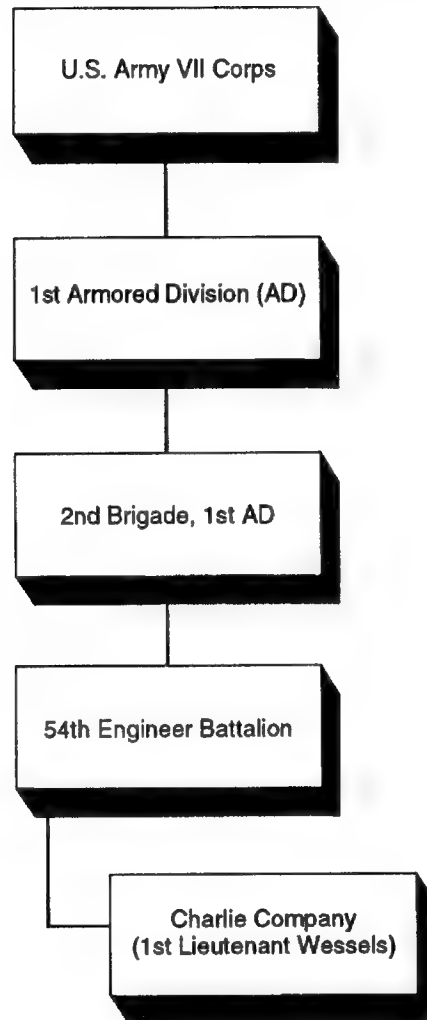 U.S. Army VII Corps
1st Armored Division (AD)
2nd Brigade, 1st AD
54th Engineer Battalion
Charlie Company
(1st Lieutenant Wessels)